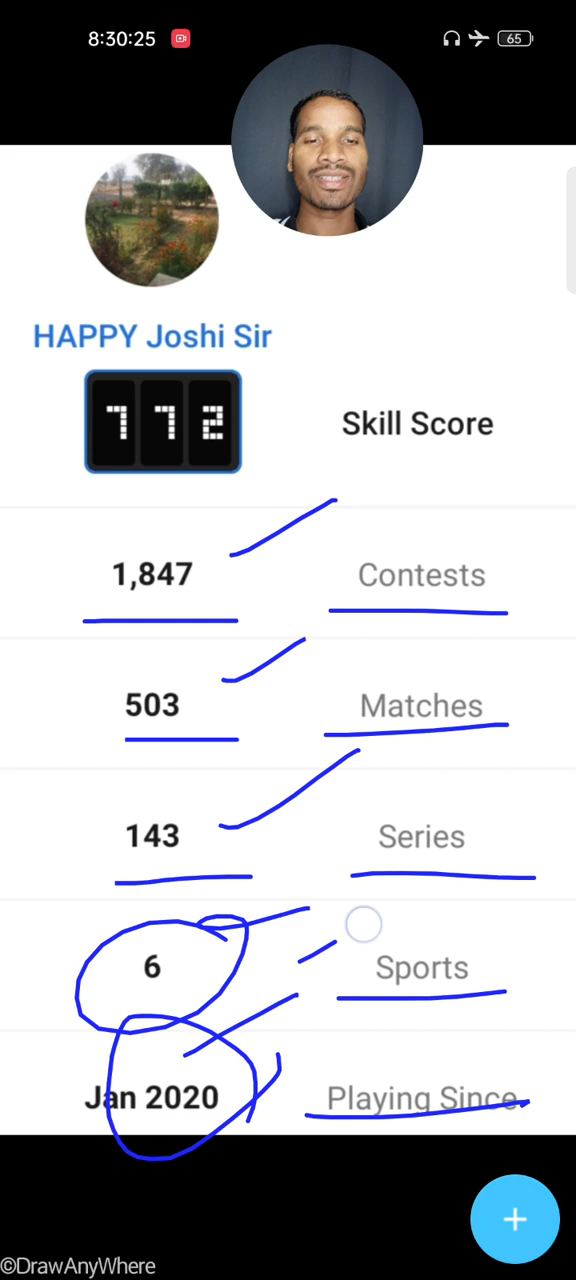 8:30:25
65
HAPPY Joshi Sir
772 Skill Score
1,847 Contests
503 Matches
143 Series
6 Sports
Jan 2020 Playing Since
+
©DrawAnyWhere